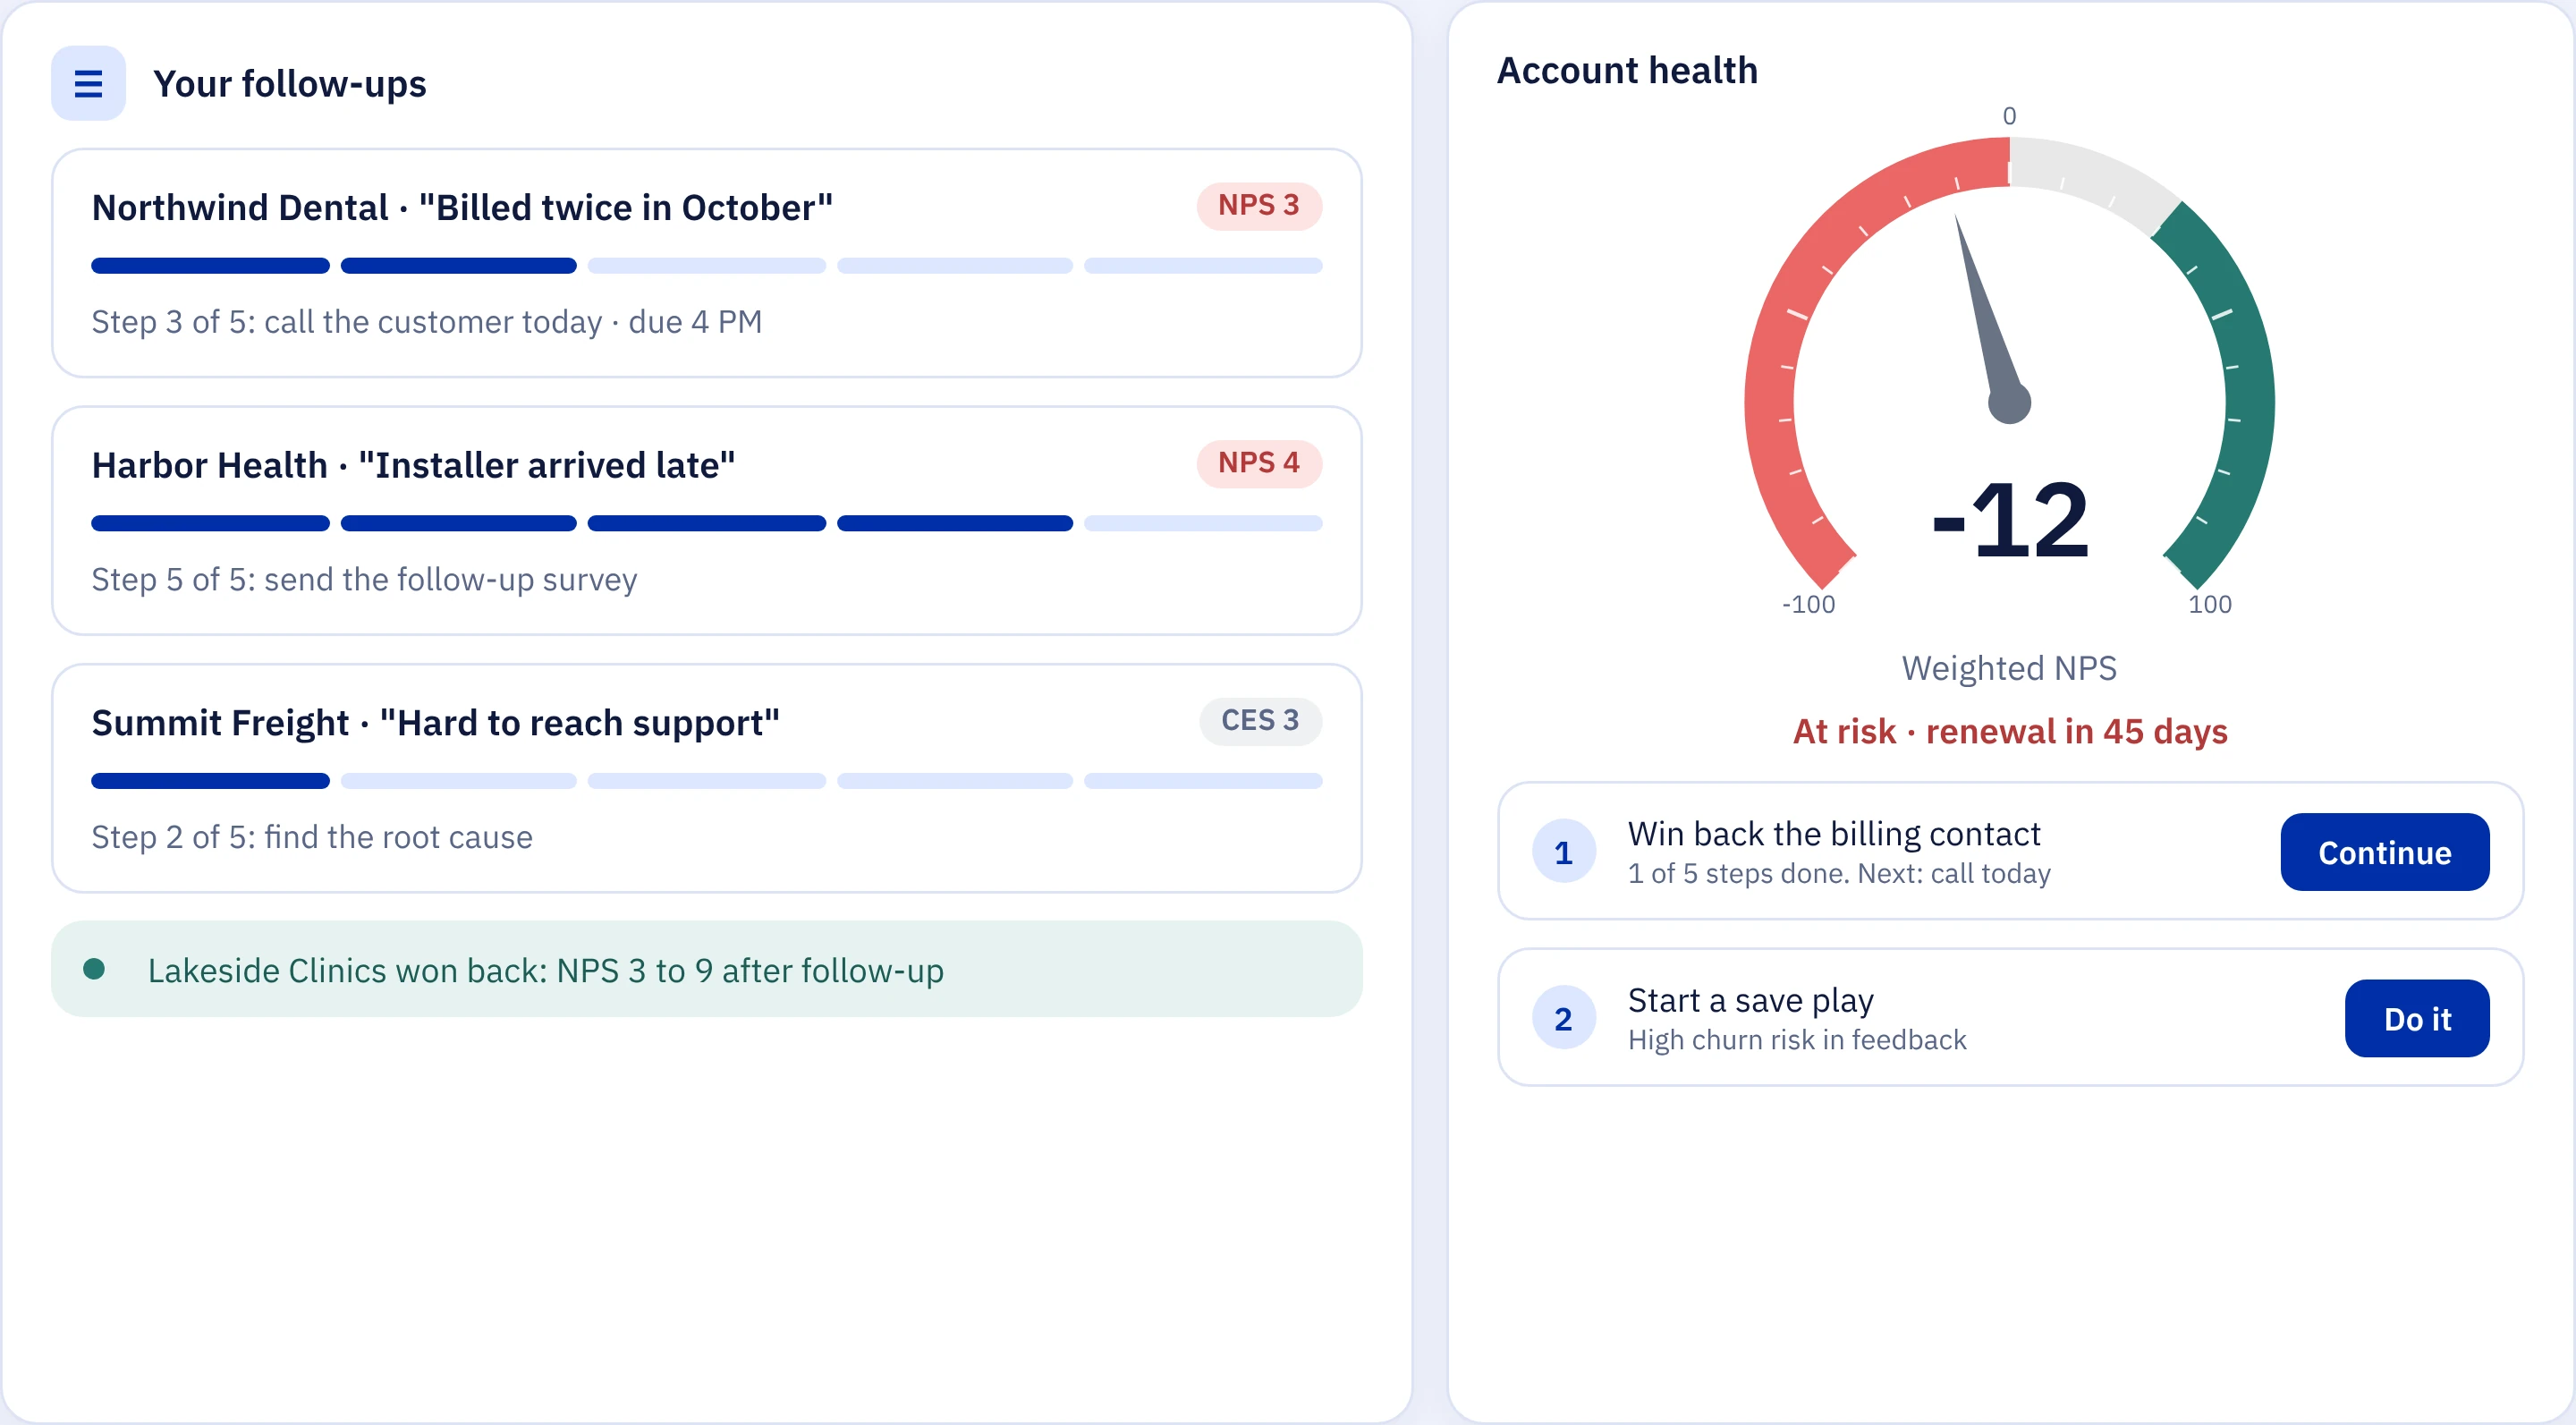 Your follow-ups
Northwind Dental · "Billed twice in October"
NPS 3
Step 3 of 5: call the customer today · due 4 PM
Harbor Health · "Installer arrived late"
NPS 4
Step 5 of 5: send the follow-up survey
Summit Freight · "Hard to reach support"
CES 3
Step 2 of 5: find the root cause
Lakeside Clinics won back: NPS 3 to 9 after follow-up
Account health
0
-12
-100
100
Weighted NPS
At risk · renewal in 45 days
1
Win back the billing contact
1 of 5 steps done. Next: call today
Continue
2
Start a save play
High churn risk in feedback
Do it